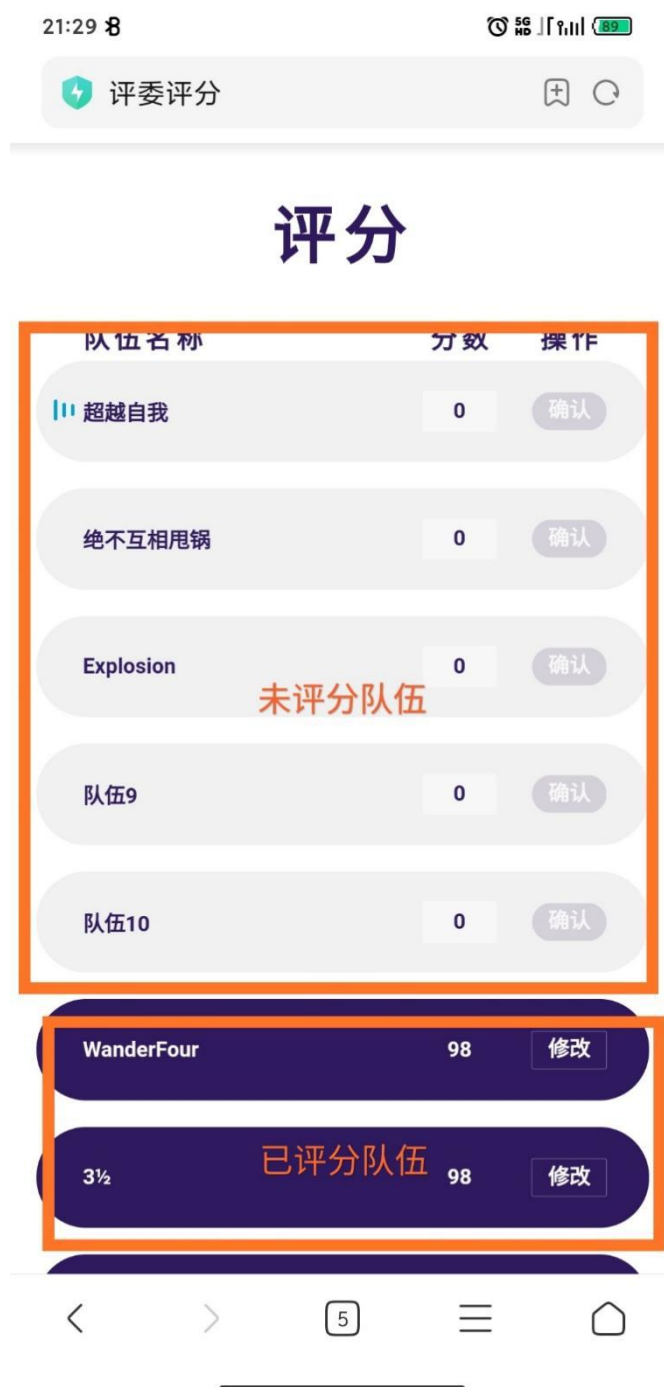 21:29
5G
HD
89
评委评分
评分
队伍名称 分数 操作
超越自我 0 确认
绝不互相甩锅 0 确认
Explosion 0 确认
未评分队伍
队伍9 0 确认
队伍10 0 确认
WanderFour 98 修改
已评分队伍
3½ 98 修改
5